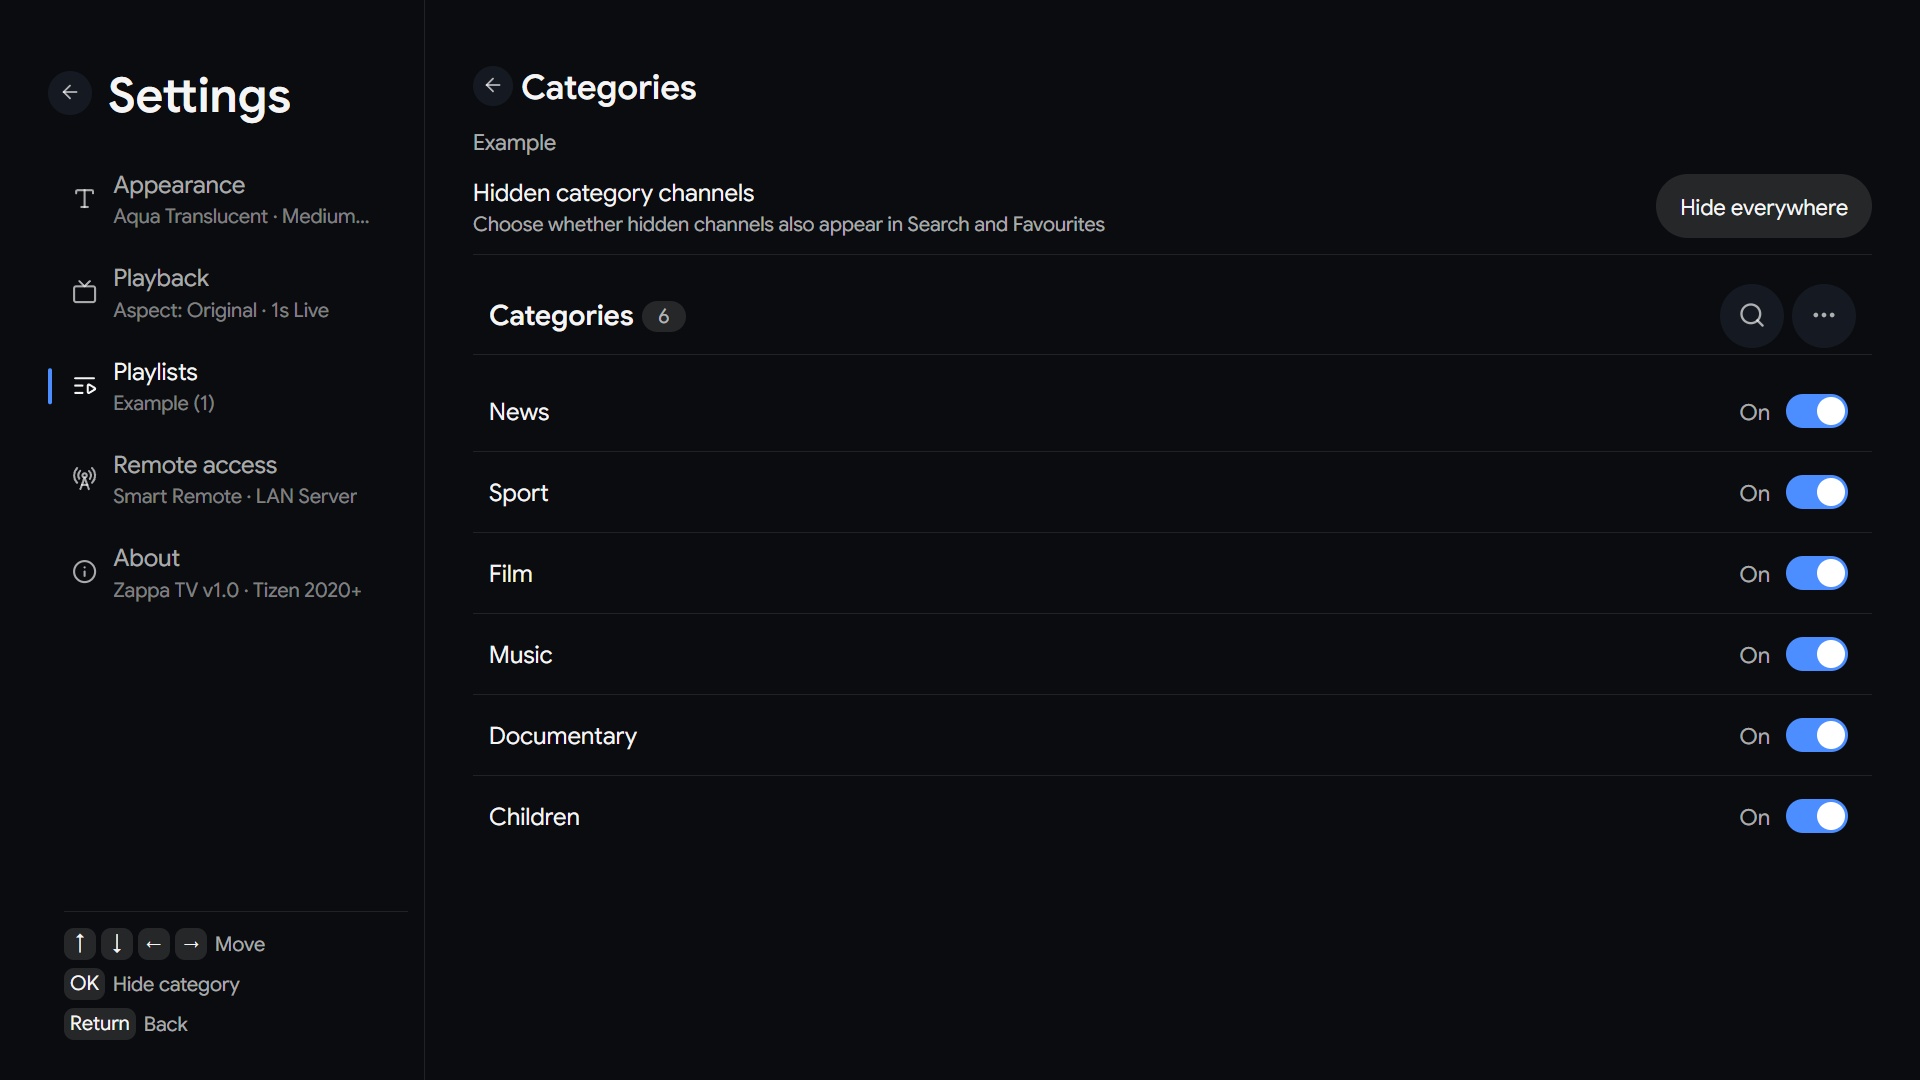 Settings
Appearance
Aqua Translucent · Medium...
Playback
Aspect: Original · 1s Live
Playlists
Example (1)
Remote access
Smart Remote · LAN Server
About
Zappa TV v1.0 · Tizen 2020+
↑ ↓ ← → Move
OK Hide category
Return Back
Categories
Example
Hidden category channels
Choose whether hidden channels also appear in Search and Favourites
Hide everywhere
Categories 6
News On
Sport On
Film On
Music On
Documentary On
Children On